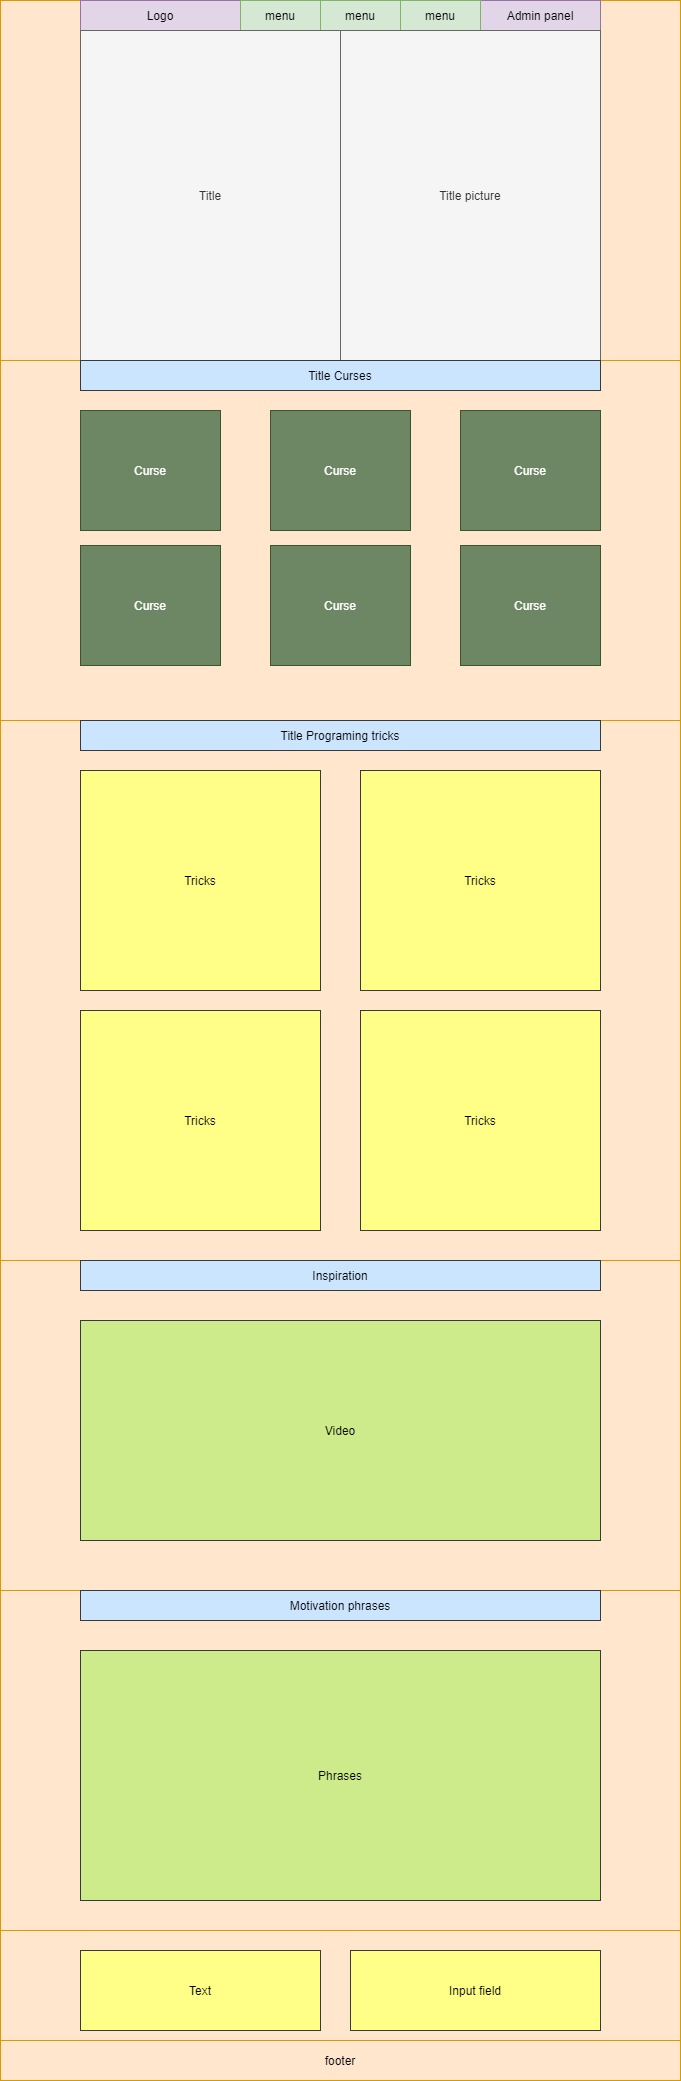 Logo
menu
menu
menu
Admin panel
Title
Title picture
Title Curses
Curse
Curse
Curse
Curse
Curse
Curse
Title Programing tricks
Tricks
Tricks
Tricks
Tricks
Inspiration
Video
Motivation phrases
Phrases
Text
Input field
footer